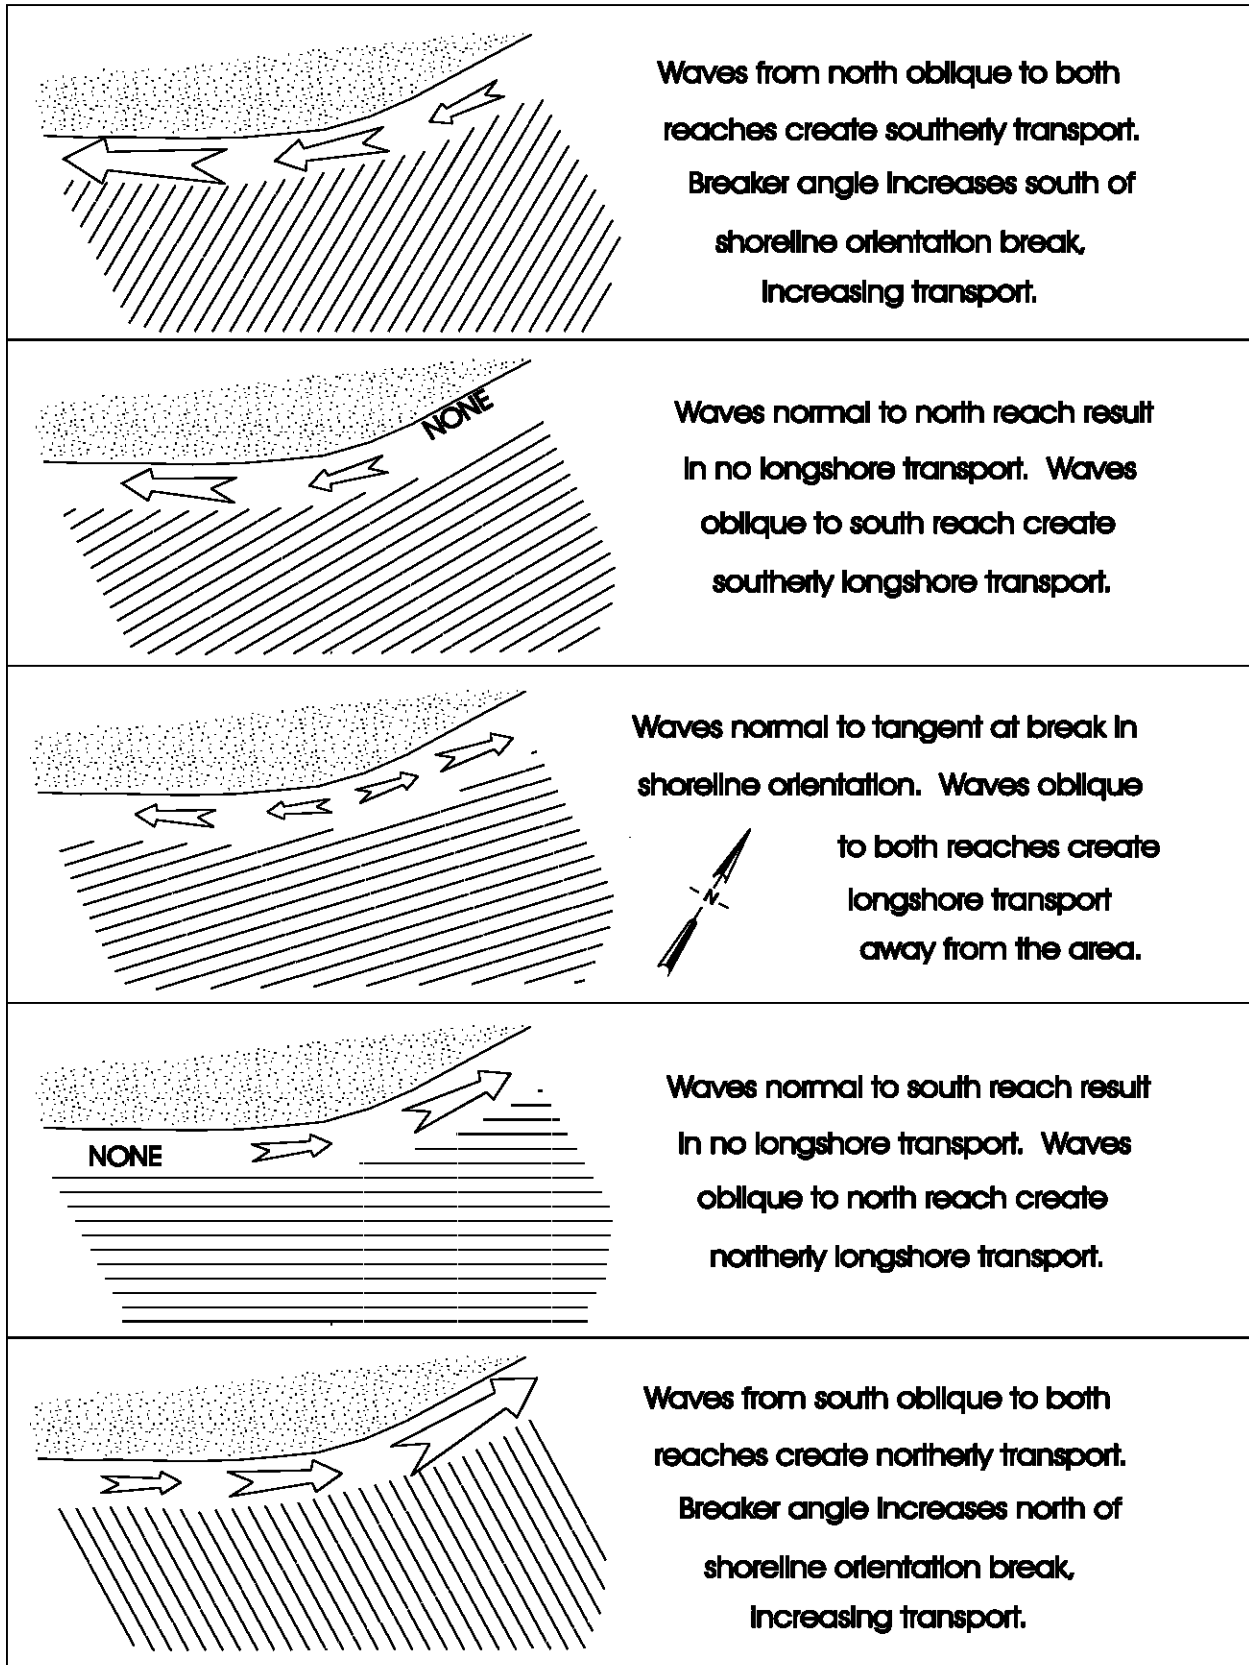 Waves from north oblique to both
reaches create southerly transport.
Breaker angle increases south of
shoreline orientation break,
increasing transport.
NONE
Waves normal to north reach result
in no longshore transport. Waves
oblique to south reach create
southerly longshore transport.
Waves normal to tangent at break in
shoreline orientation. Waves oblique
to both reaches create
N
longshore transport
away from the area.
NONE
Waves normal to south reach result
in no longshore transport. Waves
oblique to north reach create
northerly longshore transport.
Waves from south oblique to both
reaches create northerly transport.
Breaker angle increases north of
shoreline orientation break,
increasing transport.